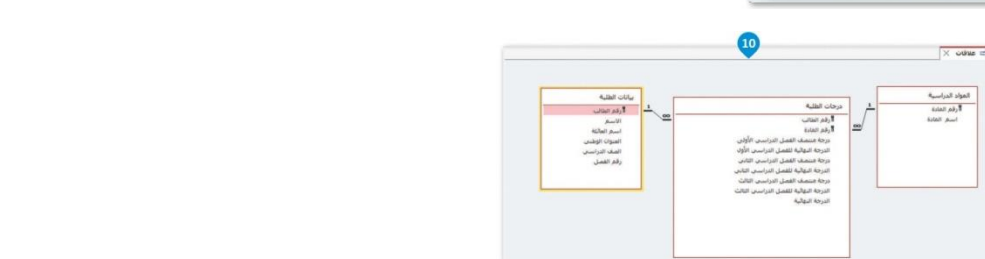 10
علاقات
المواد الدراسية
رقم المادة
اسم المادة
درجات الطلبة
رقم الطالب
رقم المادة
درجة منتصف الفصل الدراسي الأولى
الدرجة النهائية للفصل الدراسي الأول
درجة منتصف الفصل الدراسي الثاني
الدرجة النهائية للفصل الدراسي الثاني
درجة منتصف الفصل الدراسي الثالث
الدرجة النهائية للفصل الدراسي الثالث
الدرجة النهائية
بيانات الطلبة
رقم الطالب
الاسم
اسم العائلة
العنوان الوطني
الصف الدراسي
رقم الفصل
1
∞
1
∞